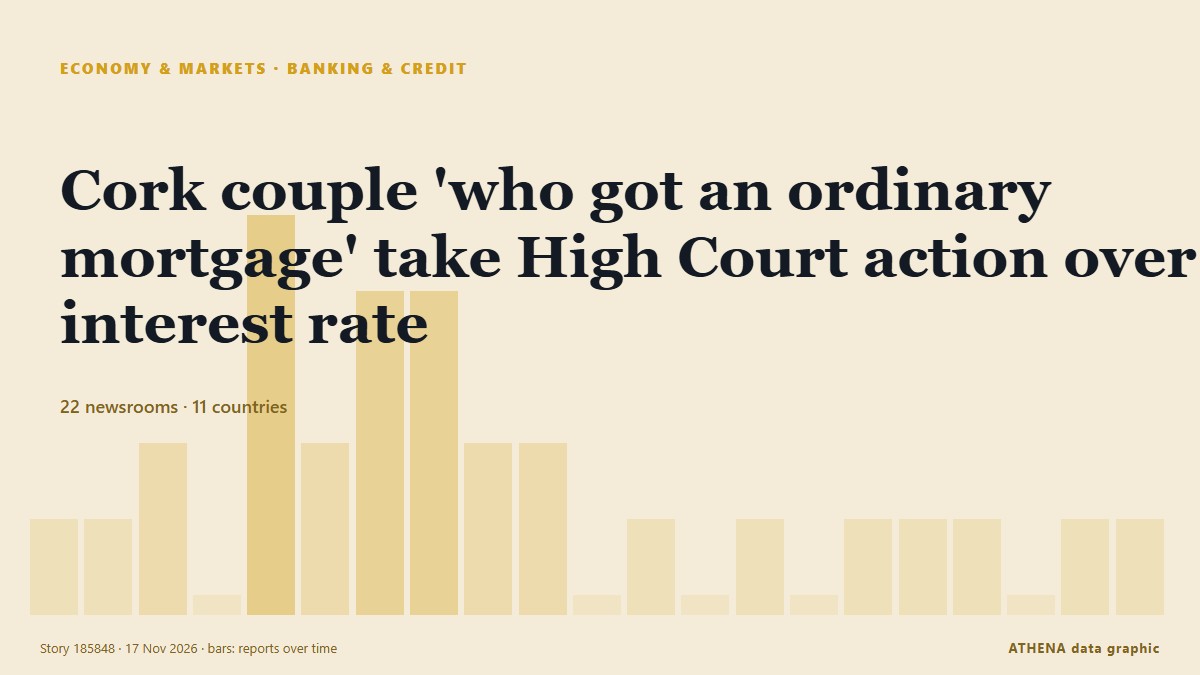 ECONOMY & MARKETS · BANKING & CREDIT
Cork couple 'who got an ordinary
mortgage' take High Court action over
interest rate
22 newsrooms · 11 countries
Story 185848 · 17 Nov 2026 · bars: reports over time
ATHENA data graphic